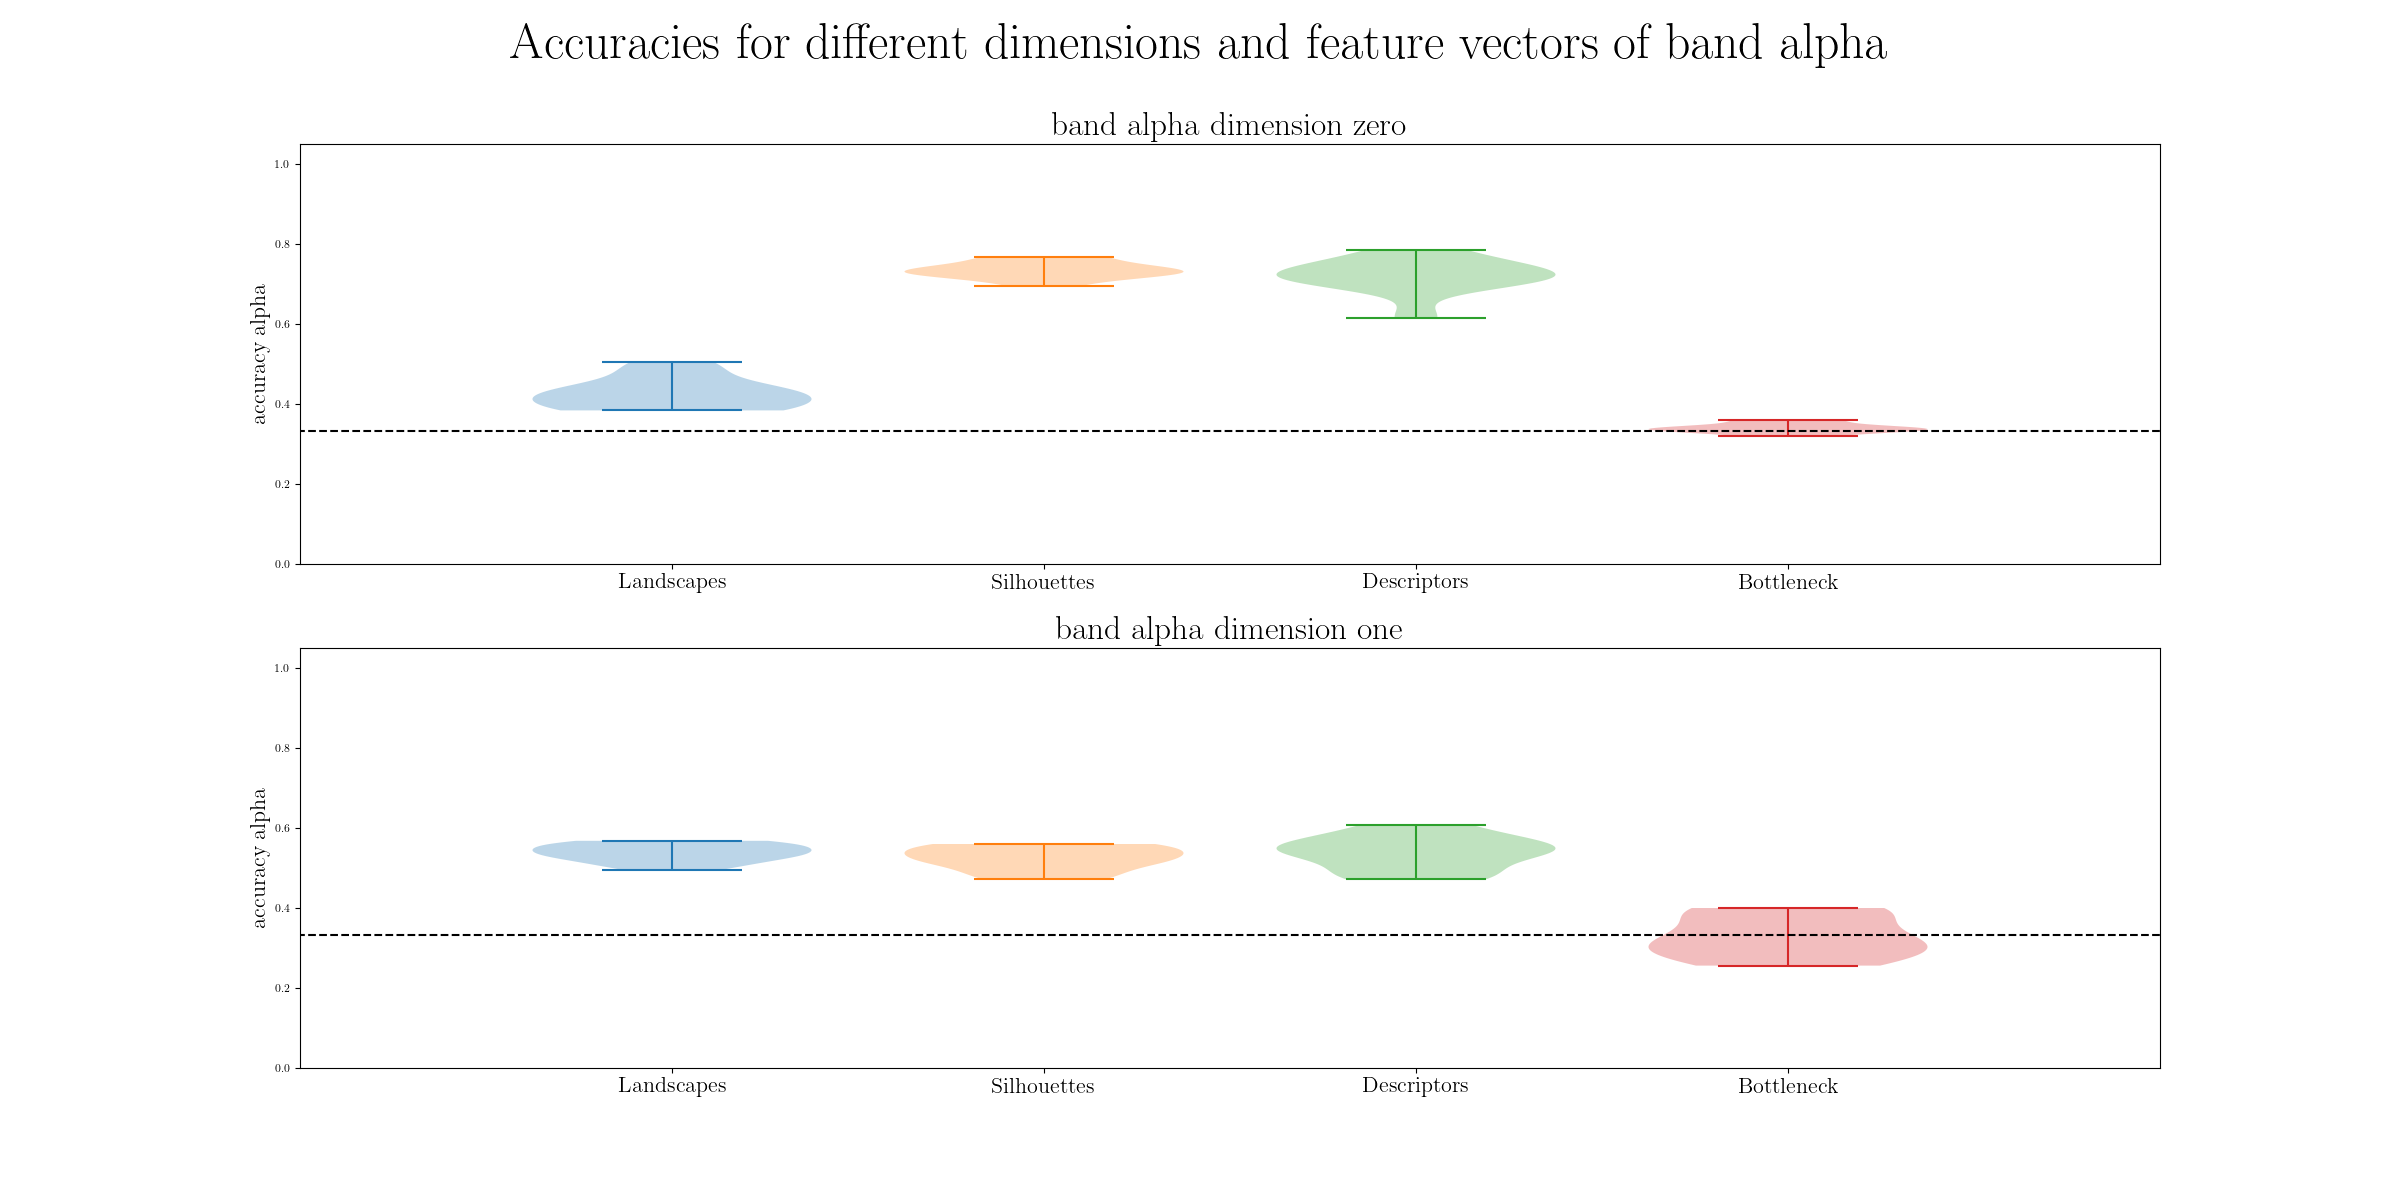 Accuracies for different dimensions and feature vectors of band alpha
band alpha dimension zero
accuracy alpha
1.0
0.8
0.6
0.4
0.2
0.0
Landscapes Silhouettes Descriptors Bottleneck
band alpha dimension one
accuracy alpha
1.0
0.8
0.6
0.4
0.2
0.0
Landscapes Silhouettes Descriptors Bottleneck